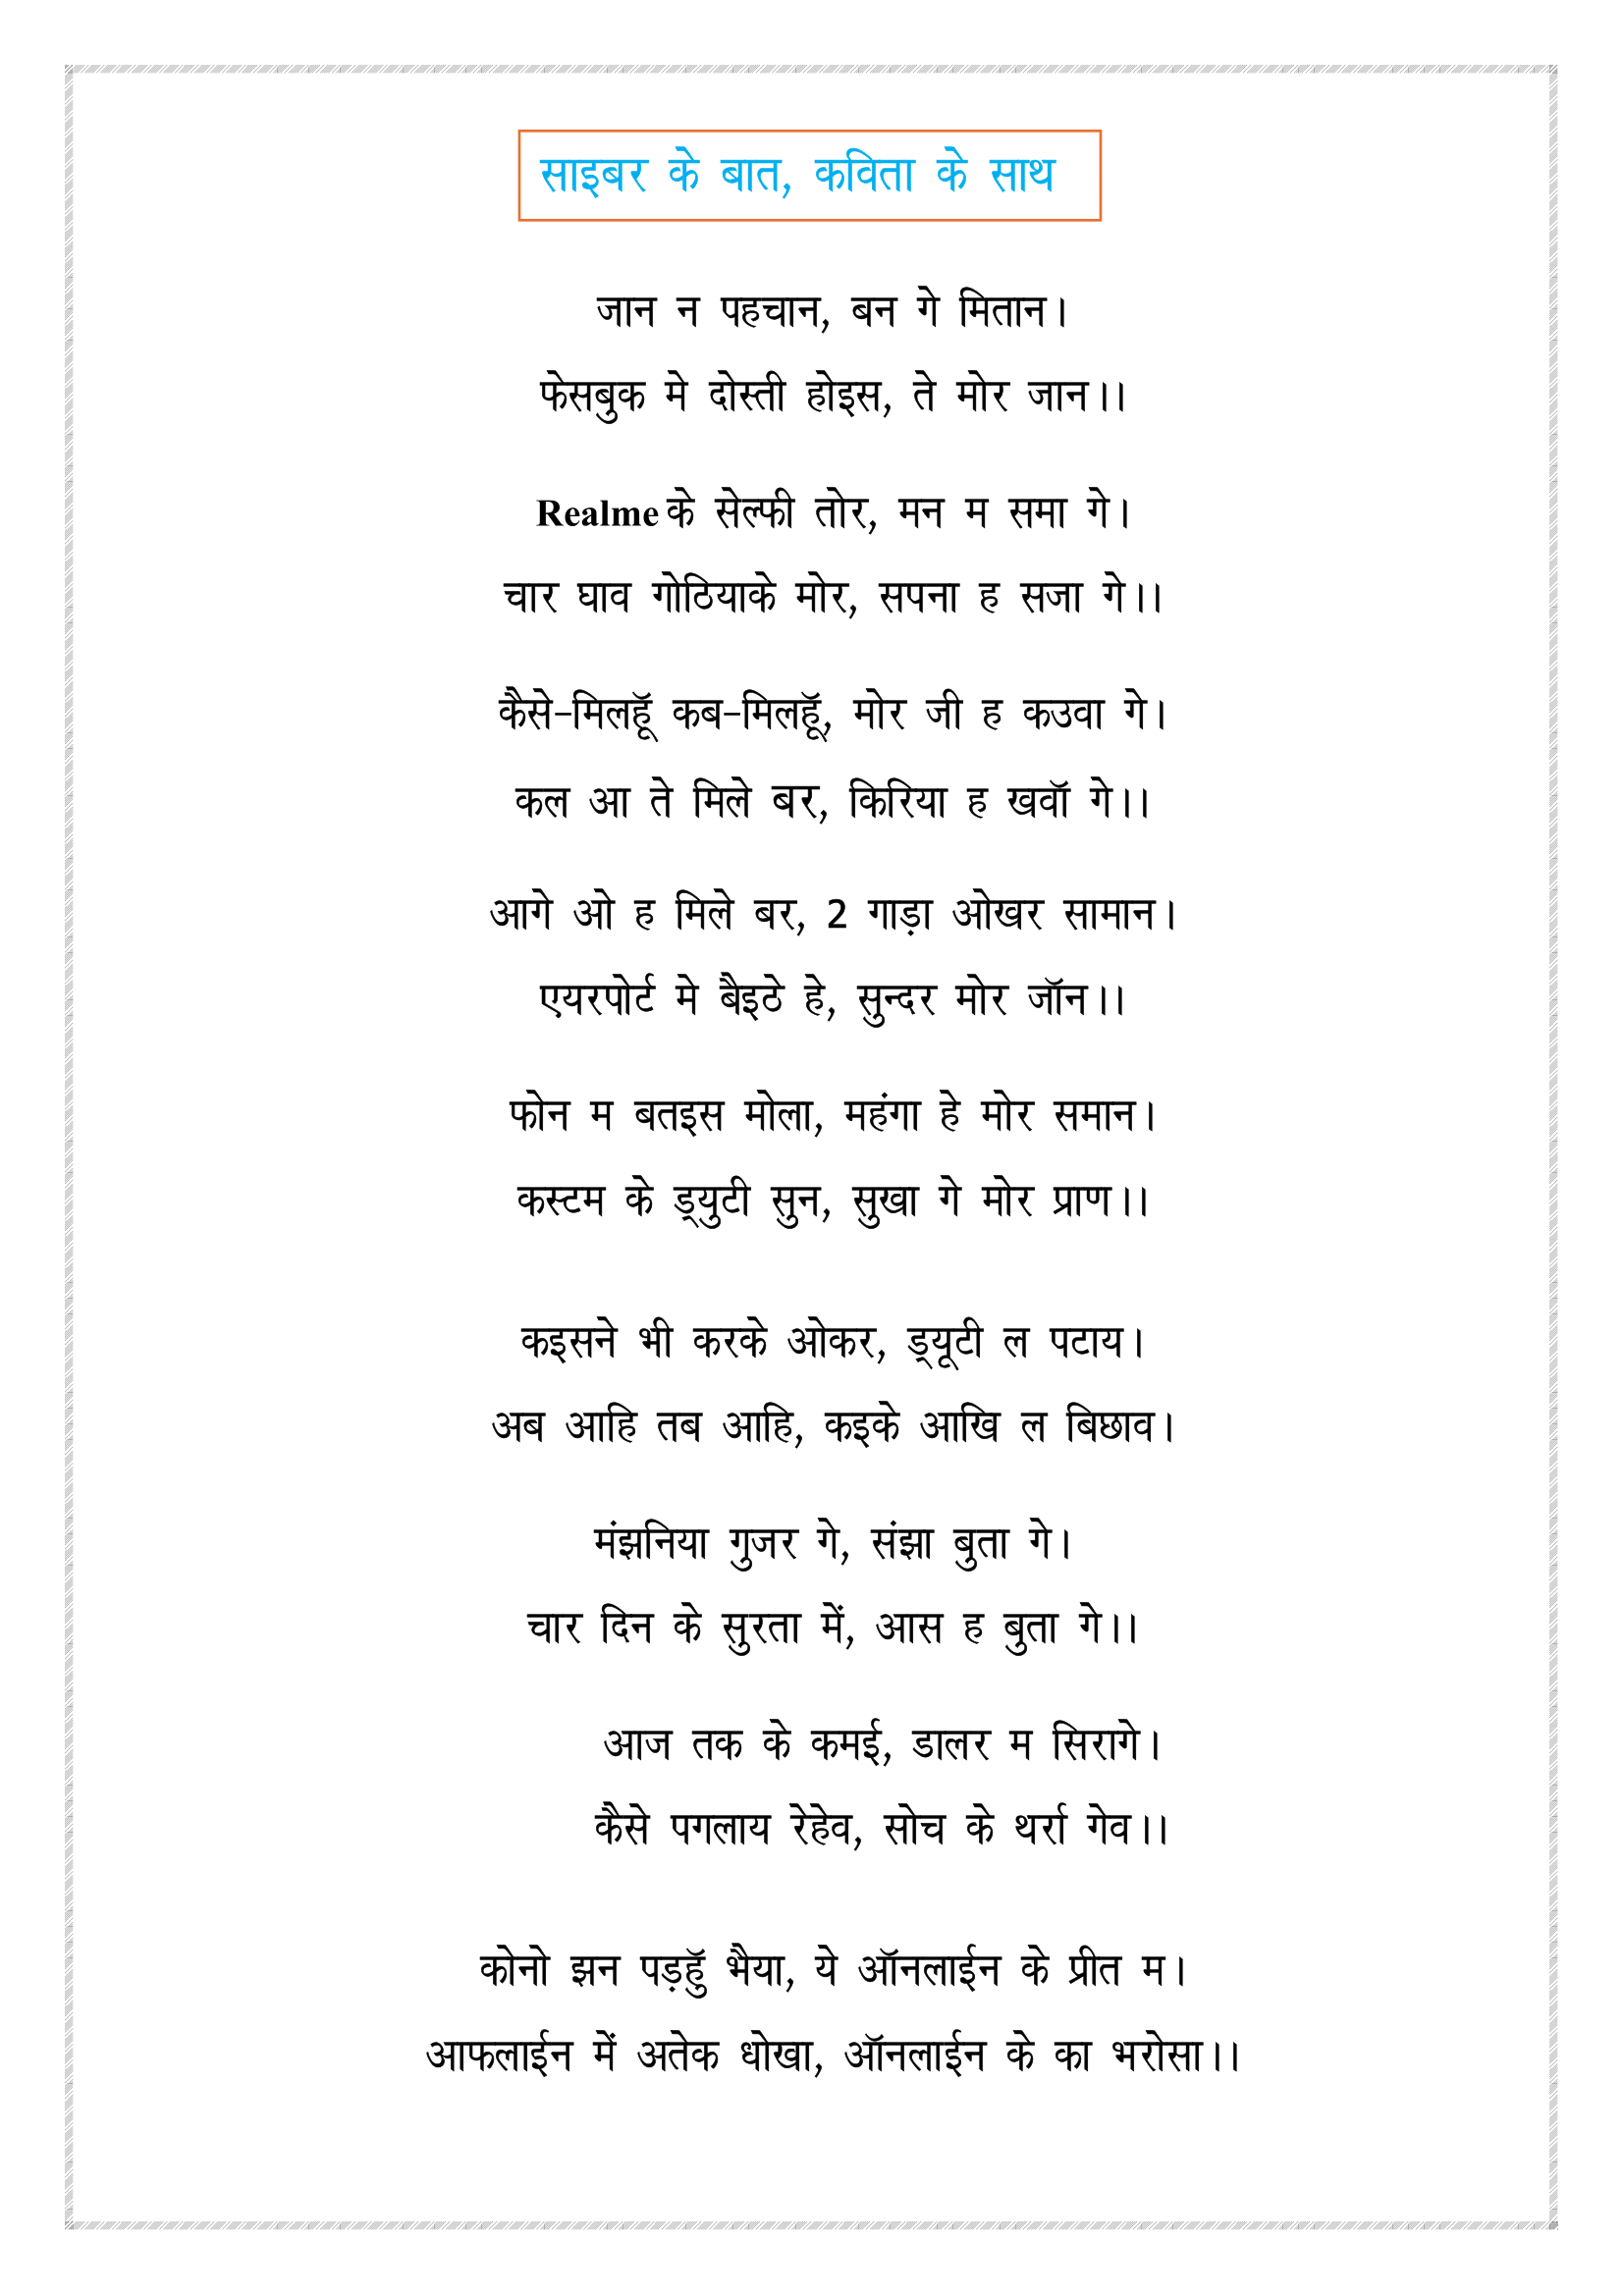 साइबर के बात, कविता के साथ
जान न पहचान, बन गे मितान।
फेसबुक मे दोस्ती होइस, ते मोर जान।।
Realme के सेल्फी तोर, मन म समा गे।
चार घाव गोठियाके मोर, सपना ह सजा गे।।
कैसे-मिलहूॅ कब-मिलहूॅ, मोर जी ह कउवा गे।
कल आ ते मिले बर, किरिया ह खवॉ गे।।
आगे ओ ह मिले बर, 2 गाड़ा ओखर सामान।
एयरपोर्ट मे बैइठे हे, सुन्दर मोर जॉन।।
फोन म बतइस मोला, महंगा हे मोर समान।
कस्टम के ड्युटी सुन, सुखा गे मोर प्राण।।
कइसने भी करके ओकर, ड्यूटी ल पटाय।
अब आहि तब आहि, कइके आखि ल बिछाव।
मंझनिया गुजर गे, संझा बुता गे।
चार दिन के सुरता में, आस ह बुता गे।।
आज तक के कमई, डालर म सिरागे।
कैसे पगलाय रेहेव, सोच के थर्रा गेव।।
कोनो झन पड़हुॅ भैया, ये ऑनलाईन के प्रीत म।
आफलाईन में अतेक धोखा, ऑनलाईन के का भरोसा।।